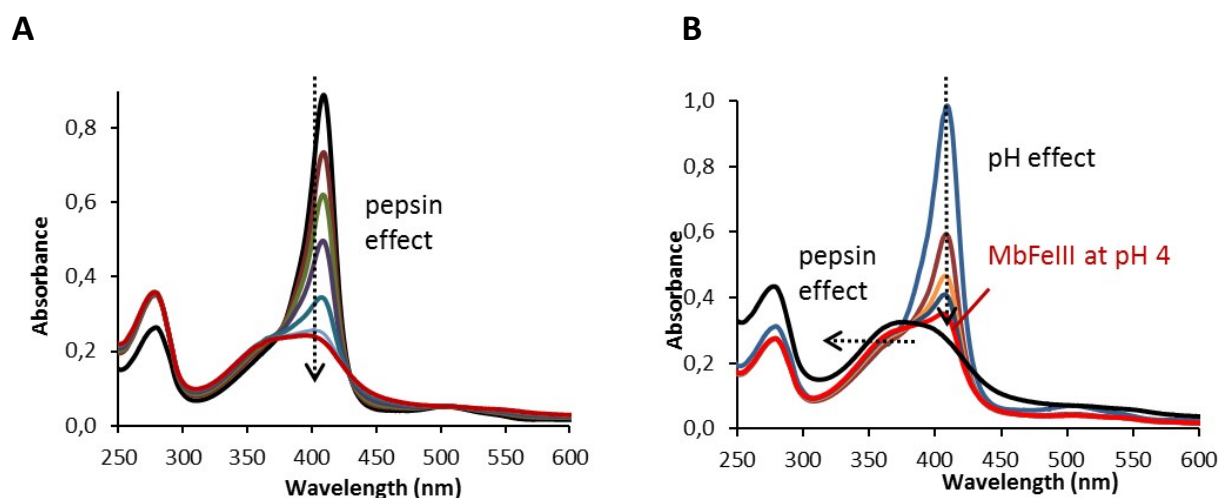 A
Absorbance
0,8
0,6
0,4
0,2
0,0
250 300 350 400 450 500 550 600
Wavelength (nm)
pepsin
effect
B
Absorbance
1,0
0,8
0,6
0,4
0,2
0,0
250 300 350 400 450 500 550 600
Wavelength (nm)
pH effect
pepsin
effect
MbFeIII at pH 4